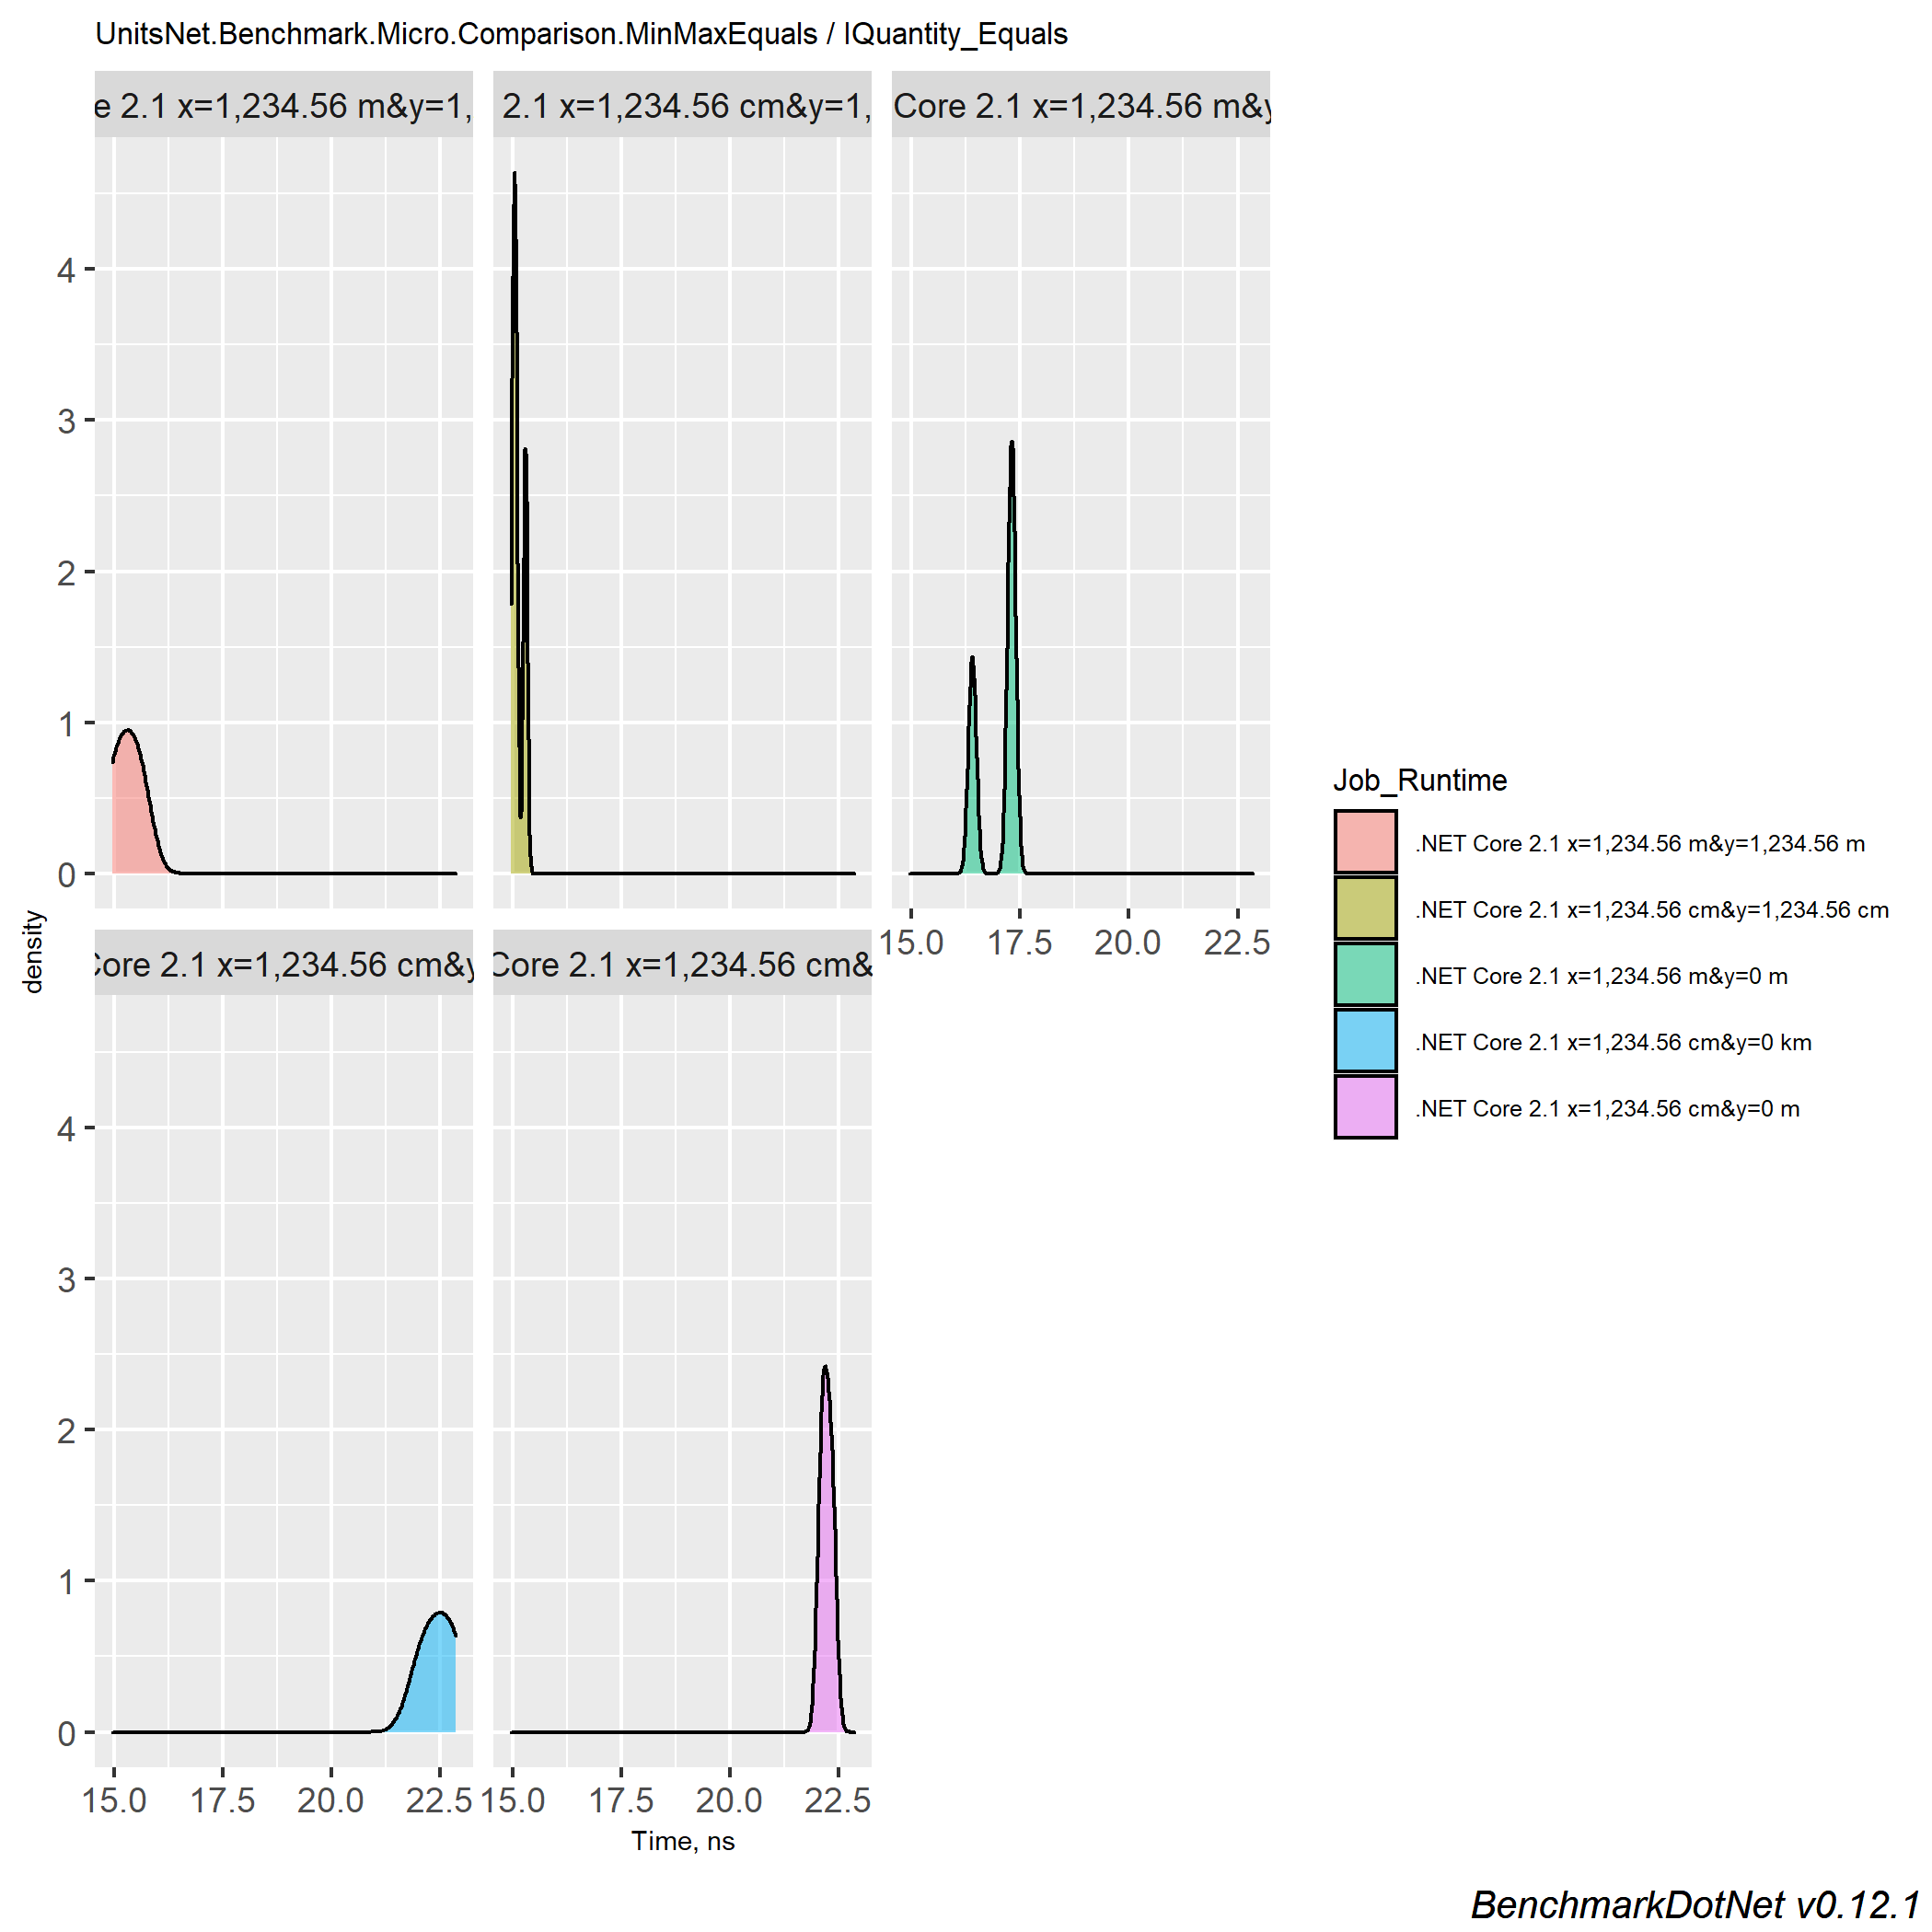 UnitsNet.Benchmark.Micro.Comparison.MinMaxEquals / IQuantity_Equals
e 2.1 x=1,234.56 m&y=1,
2.1 x=1,234.56 cm&y=1,
Core 2.1 x=1,234.56 m&y
4
3
2
1
0
15.0 17.5 20.0 22.5
Core 2.1 x=1,234.56 cm&y
Core 2.1 x=1,234.56 cm&
4
3
2
1
0
15.0 17.5 20.0 22.5
15.0 17.5 20.0 22.5
density
Time, ns
Job_Runtime
.NET Core 2.1 x=1,234.56 m&y=1,234.56 m
.NET Core 2.1 x=1,234.56 cm&y=1,234.56 cm
.NET Core 2.1 x=1,234.56 m&y=0 m
.NET Core 2.1 x=1,234.56 cm&y=0 km
.NET Core 2.1 x=1,234.56 cm&y=0 m
BenchmarkDotNet v0.12.1